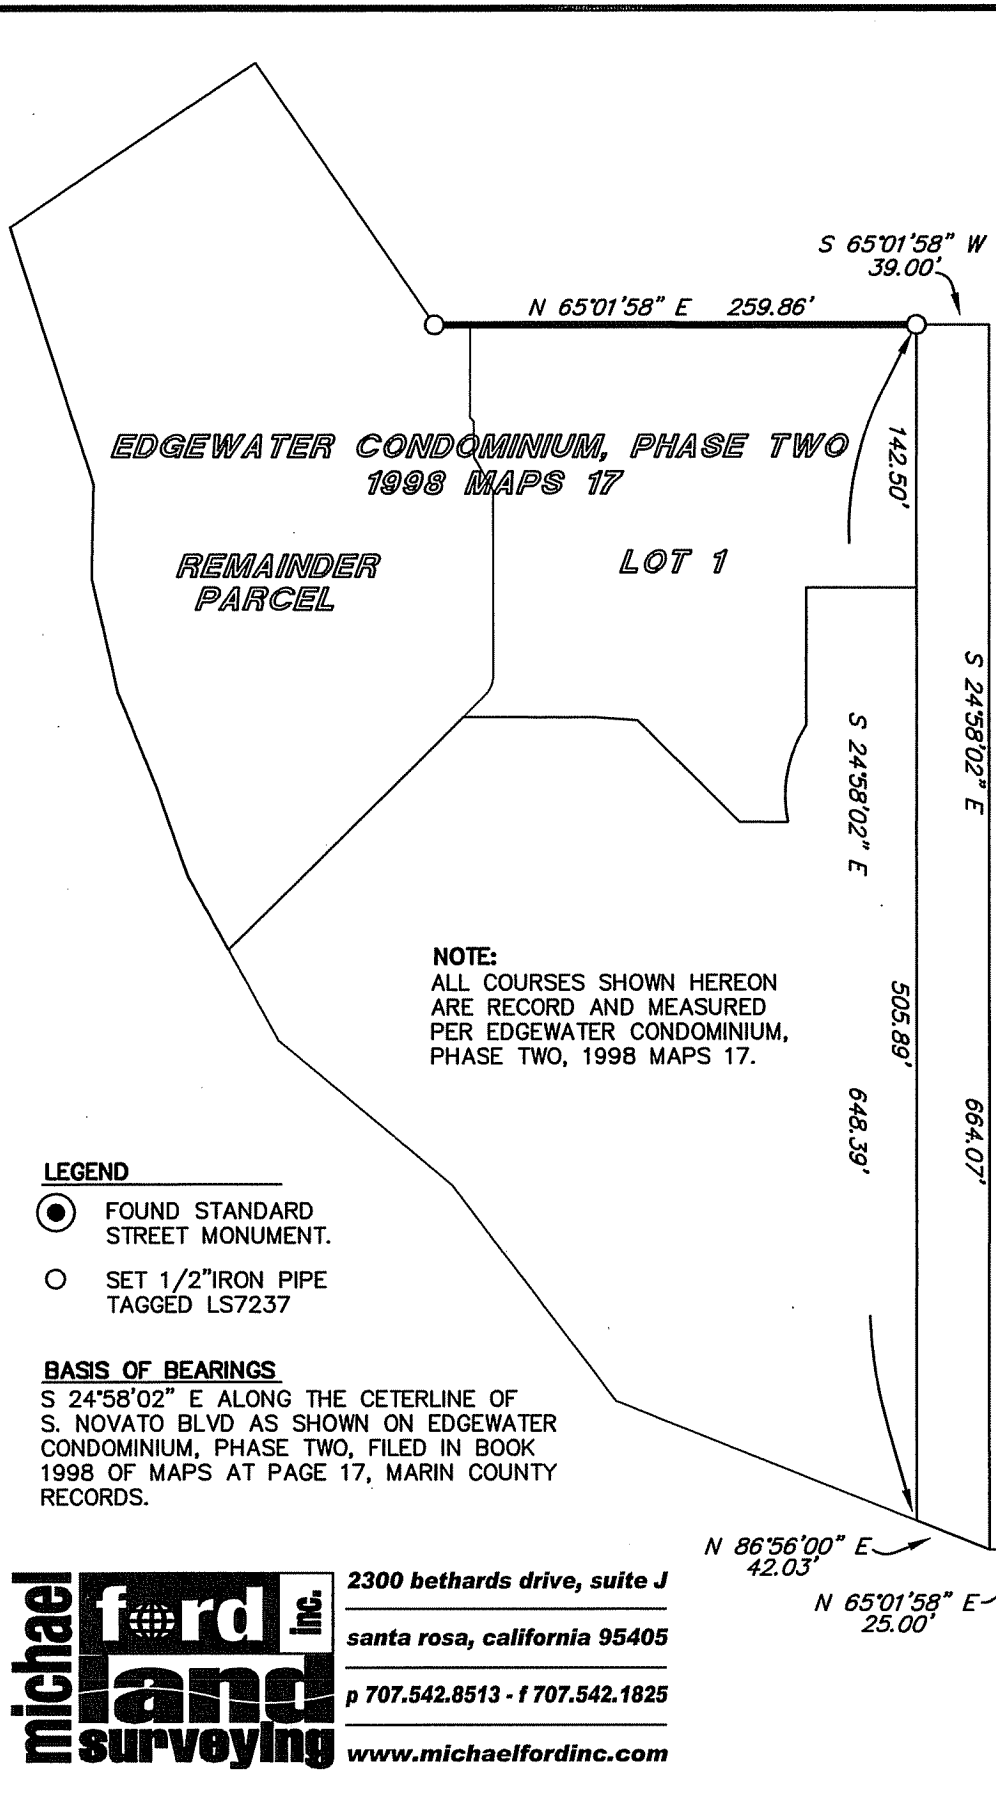 S 65°01'58" W
39.00'
N 65°01'58" E 259.86'
EDGEWATER CONDOMINIUM, PHASE TWO
1998 MAPS 17
142.50'
REMAINDER
PARCEL
LOT 1
S 24°58'02" E
664.07'
S 24°58'02" E
648.39'
505.89'
NOTE:
ALL COURSES SHOWN HEREON
ARE RECORD AND MEASURED
PER EDGEWATER CONDOMINIUM,
PHASE TWO, 1998 MAPS 17.
LEGEND
FOUND STANDARD
STREET MONUMENT.
SET 1/2"IRON PIPE
TAGGED LS7237
BASIS OF BEARINGS
S 24°58'02" E ALONG THE CETERLINE OF
S. NOVATO BLVD AS SHOWN ON EDGEWATER
CONDOMINIUM, PHASE TWO, FILED IN BOOK
1998 OF MAPS AT PAGE 17, MARIN COUNTY
RECORDS.
N 86°56'00" E
42.03'
N 65°01'58" E
25.00'
michael
ford inc.
land
surveying
2300 bethards drive, suite J
santa rosa, california 95405
p 707.542.8513 - f 707.542.1825
www.michaelfordinc.com